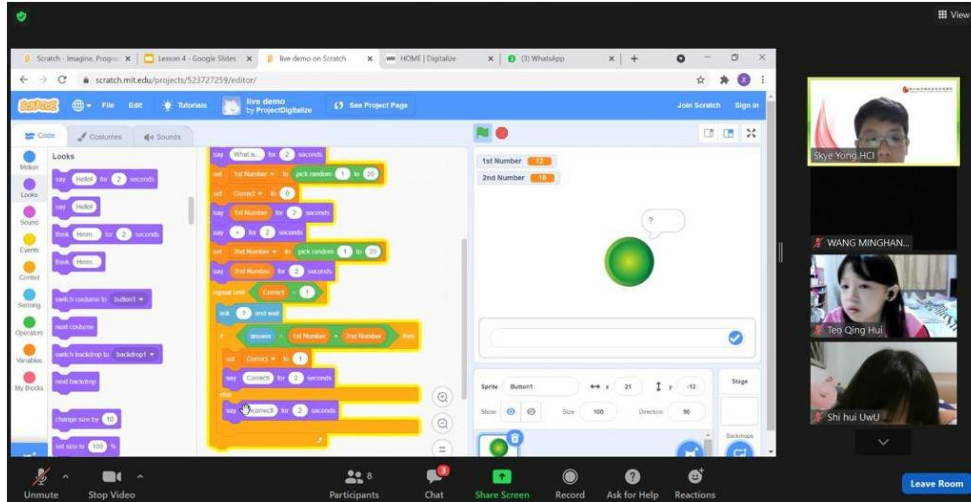 View
Scratch - Imagine, Progra
Lesson 4 - Google Slides
live demo on Scratch
HOME | Digitalize
(3) WhatsApp
scratch.mit.edu/projects/523727259/editor/
SCRATCH
File
Edit
Tutorials
live demo
by ProjectDigitalize
See Project Page
Join Scratch
Sign in
Code
Costumes
Sounds
Motion
Looks
Sound
Events
Control
Sensing
Operators
Variables
My Blocks
Looks
say Hello! for 2 seconds
say Hello!
think Hmm... for 2 seconds
think Hmm...
switch costume to button1
next costume
switch backdrop to backdrop1
next backdrop
change size by 10
set size to 100 %
say What is... for 2 seconds
set 1st Number to pick random 1 to 20
set Correct to 0
say 1st Number for 2 seconds
say for 2 seconds
set 2nd Number to pick random 1 to 20
say 2nd Number for 2 seconds
repeat until Correct = 1
ask ? and wait
if answer = 1st Number 2nd Number then
set Correct to 1
say Correct! for 2 seconds
else
say for 2 seconds
1st Number 12
2nd Number 18
?
Sprite Button1 x 21 y -13
Show Size 100 Direction 90
Stage
Backdrops
Skye Yong HCI
WANG MINGHAN...
Teo Qing Hui
Shi hui UwU
Unmute
Stop Video
Participants 8
Chat 3
Share Screen
Record
Ask for Help
Reactions
Leave Room